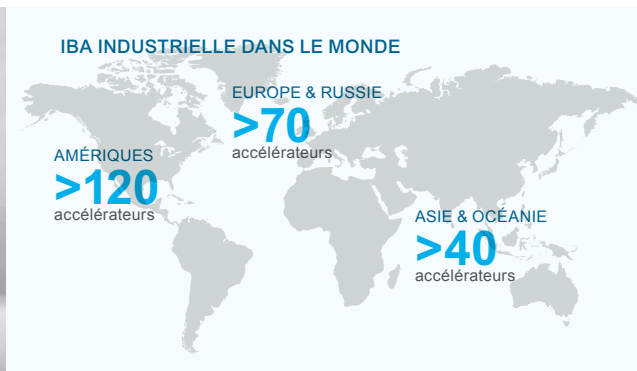 IBA INDUSTRIELLE DANS LE MONDE
EUROPE & RUSSIE
>70
accélérateurs
AMÉRIQUES
>120
accélérateurs
ASIE & OCÉANIE
>40
accélérateurs